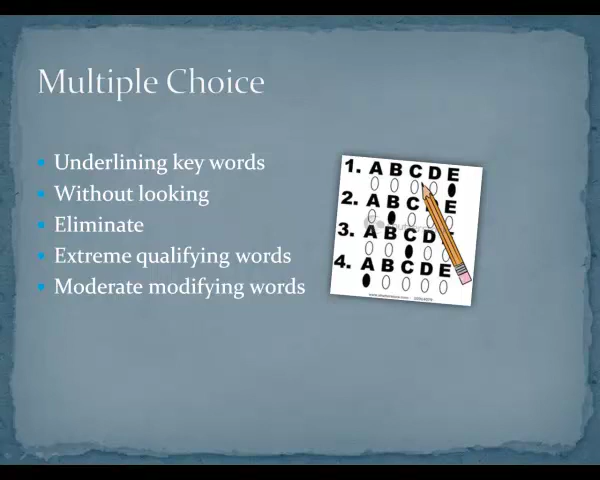 Multiple Choice
Underlining key words
Without looking
Eliminate
Extreme qualifying words
Moderate modifying words
1. A B C D E
2. A B C E
3. A B C D
4. A B C D E